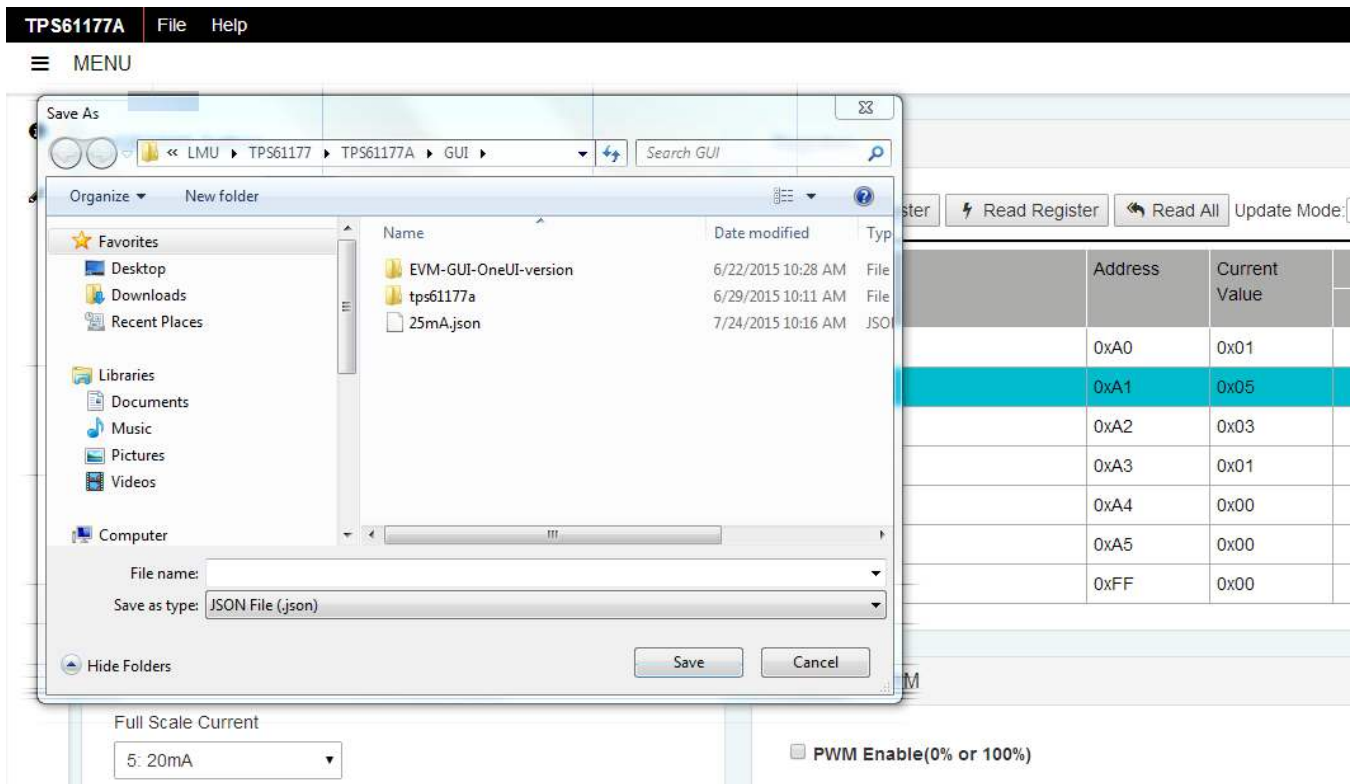 TPS61177A File Help
MENU
Save As
« LMU ▸ TPS61177 ▸ TPS61177A ▸ GUI ▸
Search GUI
Organize New folder
Favorites
Desktop
Downloads
Recent Places
Libraries
Documents
Music
Pictures
Videos
Computer
Name Date modified Typ
EVM-GUI-OneUI-version 6/22/2015 10:28 AM File
tps61177a 6/29/2015 10:11 AM File
25mA.json 7/24/2015 10:16 AM JSO
File name:
Save as type: JSON File (.json)
Hide Folders
Save Cancel
ster Read Register Read All Update Mode:
Address Current Value
0xA0 0x01
0xA1 0x05
0xA2 0x03
0xA3 0x01
0xA4 0x00
0xA5 0x00
0xFF 0x00
M
Full Scale Current
5: 20mA
PWM Enable(0% or 100%)